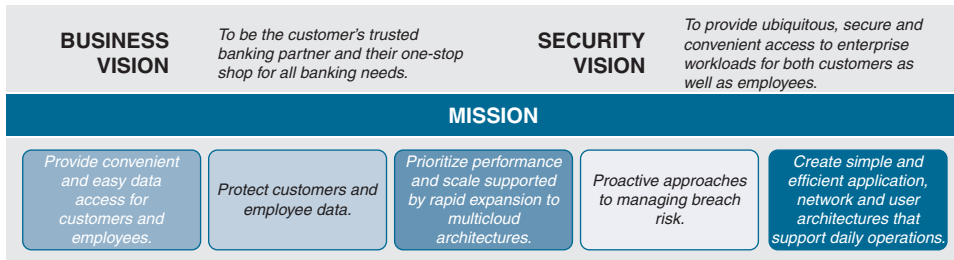 BUSINESS
VISION
To be the customer's trusted
banking partner and their one-stop
shop for all banking needs.
SECURITY
VISION
To provide ubiquitous, secure and
convenient access to enterprise
workloads for both customers as
well as employees.
MISSION
Provide convenient
and easy data
access for
customers and
employees.
Protect customers and
employee data.
Prioritize performance
and scale supported
by rapid expansion to
multicloud
architectures.
Proactive approaches
to managing breach
risk.
Create simple and
efficient application,
network and user
architectures that
support daily operations.